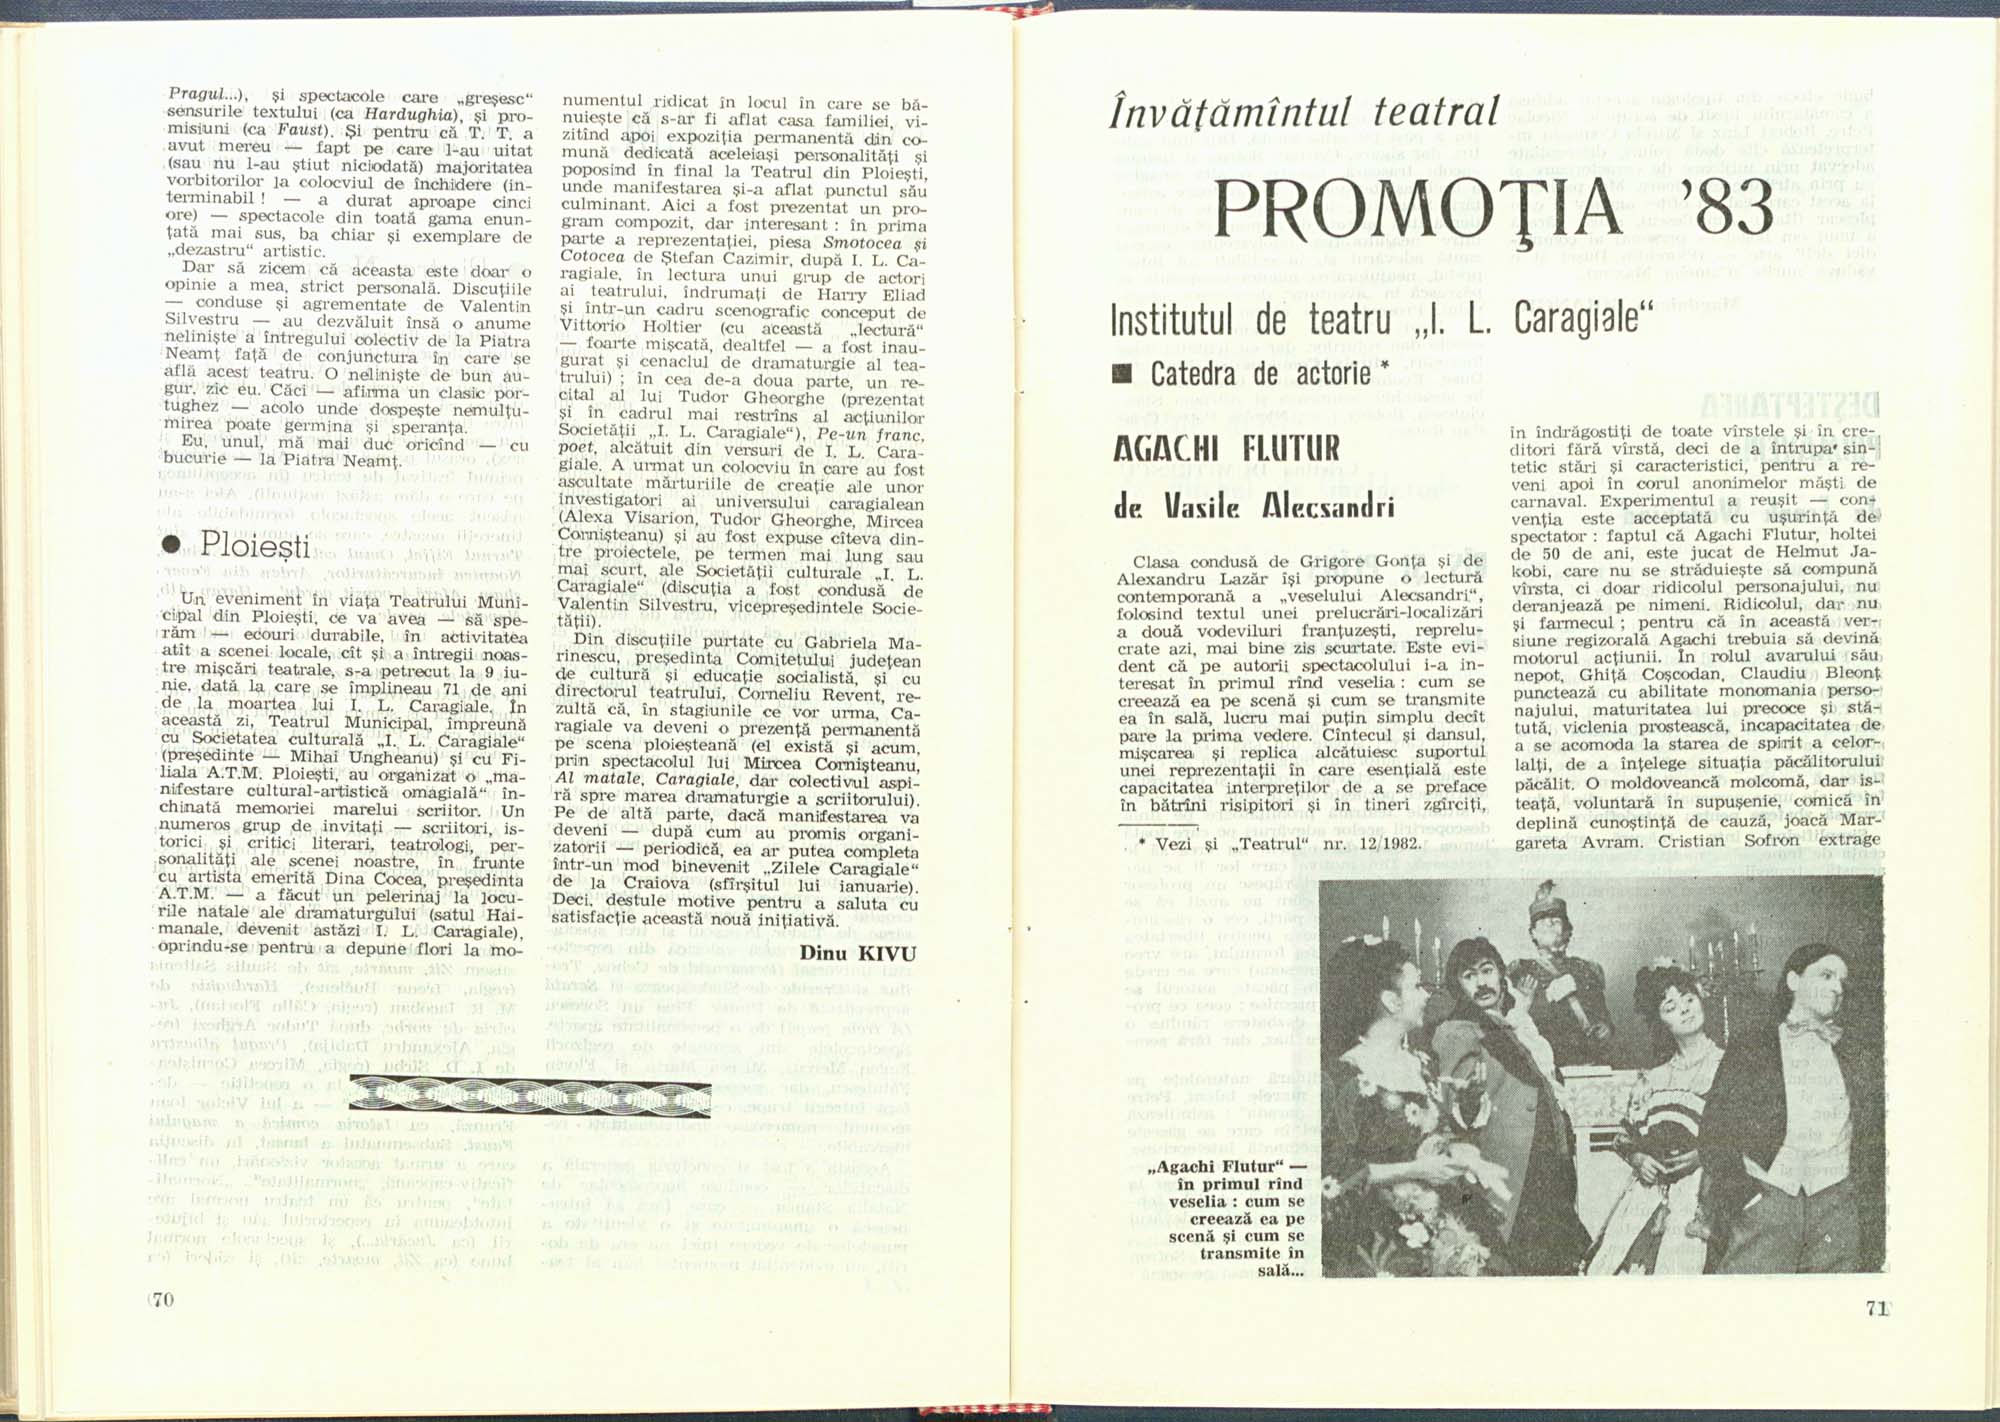 Pragul...), și spectacole care „greșesc“
sensurile textului (ca Hardughia), și pro-
misiuni (ca Faust). Și pentru că T. T. a
avut mereu — fapt pe care l-au uitat
(sau nu l-au știut niciodată) majoritatea
vorbitorilor la colocviul de închidere (in-
terminabil ! — a durat aproape cinci
ore) — spectacole din toată gama enun-
țată mai sus, ba chiar și exemplare de
„dezastru“ artistic.
Dar să zicem că aceasta este doar o
opinie a mea, strict personală. Discuțiile
— conduse și agrementate de Valentin
Silvestru — au dezvăluit însă o anume
neliniște a întregului colectiv de la Piatra
Neamț față de conjunctura în care se
află acest teatru. O neliniște de bun au-
gur, zic eu. Căci — afirma un clasic por-
tughez — acolo unde dospește nemulțu-
mirea poate germina și speranța.
Eu, unul, mă mai duc oricînd — cu
bucurie — la Piatra Neamț.
● Ploiești
Un eveniment în viața Teatrului Muni-
cipal din Ploiești, ce va avea — să spe-
răm — ecouri durabile, în activitatea
atît a scenei locale, cît și a întregii noas-
tre mișcări teatrale, s-a petrecut la 9 iu-
nie, dată la care se împlineau 71 de ani
de la moartea lui I. L. Caragiale. În
această zi, Teatrul Municipal, împreună
cu Societatea culturală „I. L. Caragiale“
(președinte — Mihai Ungheanu) și cu Fi-
liala A.T.M. Ploiești, au organizat o „ma-
nifestare cultural-artistică omagială“ în-
chinată memoriei marelui scriitor. Un
numeros grup de invitați — scriitori, is-
torici și critici literari, teatrologi, per-
sonalități ale scenei noastre, în frunte
cu artista emerită Dina Cocea, președinta
A.T.M. — a făcut un pelerinaj la locu-
rile natale ale dramaturgului (satul Hai-
manale, devenit astăzi I. L. Caragiale),
oprindu-se pentru a depune flori la mo-
numentul ridicat în locul în care se bă-
nuiește că s-ar fi aflat casa familiei, vi-
zitînd apoi expoziția permanentă din co-
mună dedicată aceleiași personalități și
poposind în final la Teatrul din Ploiești,
unde manifestarea și-a aflat punctul său
culminant. Aici a fost prezentat un pro-
gram compozit, dar interesant : în prima
parte a reprezentației, piesa Smotocea și
Cotocea de Ștefan Cazimir, după I. L. Ca-
ragiale, în lectura unui grup de actori
ai teatrului, îndrumați de Harry Eliad
și într-un cadru scenografic conceput de
Vittorio Holtier (cu această „lectură“
— foarte mișcată, dealtfel — a fost inau-
gurat și cenaclul de dramaturgie al tea-
trului) ; în cea de-a doua parte, un re-
cital al lui Tudor Gheorghe (prezentat
și în cadrul mai restrîns al acțiunilor
Societății „I. L. Caragiale“), Pe-un franc,
poet, alcătuit din versuri de I. L. Cara-
giale. A urmat un colocviu în care au fost
ascultate mărturiile de creație ale unor
investigatori ai universului caragialean
(Alexa Visarion, Tudor Gheorghe, Mircea
Cornișteanu) și au fost expuse cîteva din-
tre proiectele, pe termen mai lung sau
mai scurt, ale Societății culturale „I. L.
Caragiale“ (discuția a fost condusă de
Valentin Silvestru, vicepreședintele Socie-
tății).
Din discuțiile purtate cu Gabriela Ma-
rinescu, președinta Comitetului județean
de cultură și educație socialistă, și cu
directorul teatrului, Corneliu Revent, re-
zultă că, în stagiunile ce vor urma, Ca-
ragiale va deveni o prezență permanentă
pe scena ploieșteană (el există și acum,
prin spectacolul lui Mircea Cornișteanu,
Al matale, Caragiale, dar colectivul aspi-
ră spre marea dramaturgie a scriitorului).
Pe de altă parte, dacă manifestarea va
deveni — după cum au promis organi-
zatorii — periodică, ea ar putea completa
într-un mod binevenit „Zilele Caragiale“
de la Craiova (sfîrșitul lui ianuarie).
Deci, destule motive pentru a saluta cu
satisfacție această nouă inițiativă.
Dinu KIVU
70
Învățămîntul teatral
PROMOȚIA ’83
Institutul de teatru „I. L. Caragiale“
■ Catedra de actorie *
AGACHI FLUTUR
de Vasile Alecsandri
Clasa condusă de Grigore Gonța și de
Alexandru Lazăr își propune o lectură
contemporană a „veselului Alecsandri“,
folosind textul unei prelucrări-localizări
a două vodeviluri franțuzești, reprelu-
crate azi, mai bine zis scurtate. Este evi-
dent că pe autorii spectacolului i-a in-
teresat în primul rînd veselia : cum se
creează ea pe scenă și cum se transmite
ea în sală, lucru mai puțin simplu decît
pare la prima vedere. Cîntecul și dansul,
mișcarea și replica alcătuiesc suportul
unei reprezentații în care esențială este
capacitatea interpreților de a se preface
în bătrîni risipitori și în tineri zgîrciți,
* Vezi și „Teatrul“ nr. 12/1982.
în îndrăgostiți de toate vîrstele și în cre-
ditori fără vîrstă, deci de a întrupa sin-
tetic stări și caracteristici, pentru a re-
veni apoi în corul anonimelor măști de
carnaval. Experimentul a reușit — con-
venția este acceptată cu ușurință de
spectator : faptul că Agachi Flutur, holtei
de 50 de ani, este jucat de Helmut Ja-
kobi, care nu se străduiește să compună
vîrsta, ci doar ridicolul personajului, nu
deranjează pe nimeni. Ridicolul, dar nu
și farmecul ; pentru că în această ver-
siune regizorală Agachi trebuia să devină
motorul acțiunii. În rolul avarului său
nepot, Ghiță Coșcodan, Claudiu Bleonț
punctează cu abilitate monomania perso-
najului, maturitatea lui precoce și stă-
tută, viclenia prostească, incapacitatea de
a se acomoda la starea de spirit a celor-
lalți, de a înțelege situația păcălitorului
păcălit. O moldoveancă molcomă, dar is-
teață, voluntară în supușenie, comică în
deplină cunoștință de cauză, joacă Mar-
gareta Avram. Cristian Sofron extrage
„Agachi Flutur“ —
în primul rînd
veselia : cum se
creează ea pe
scenă și cum se
transmite în
sală...
71